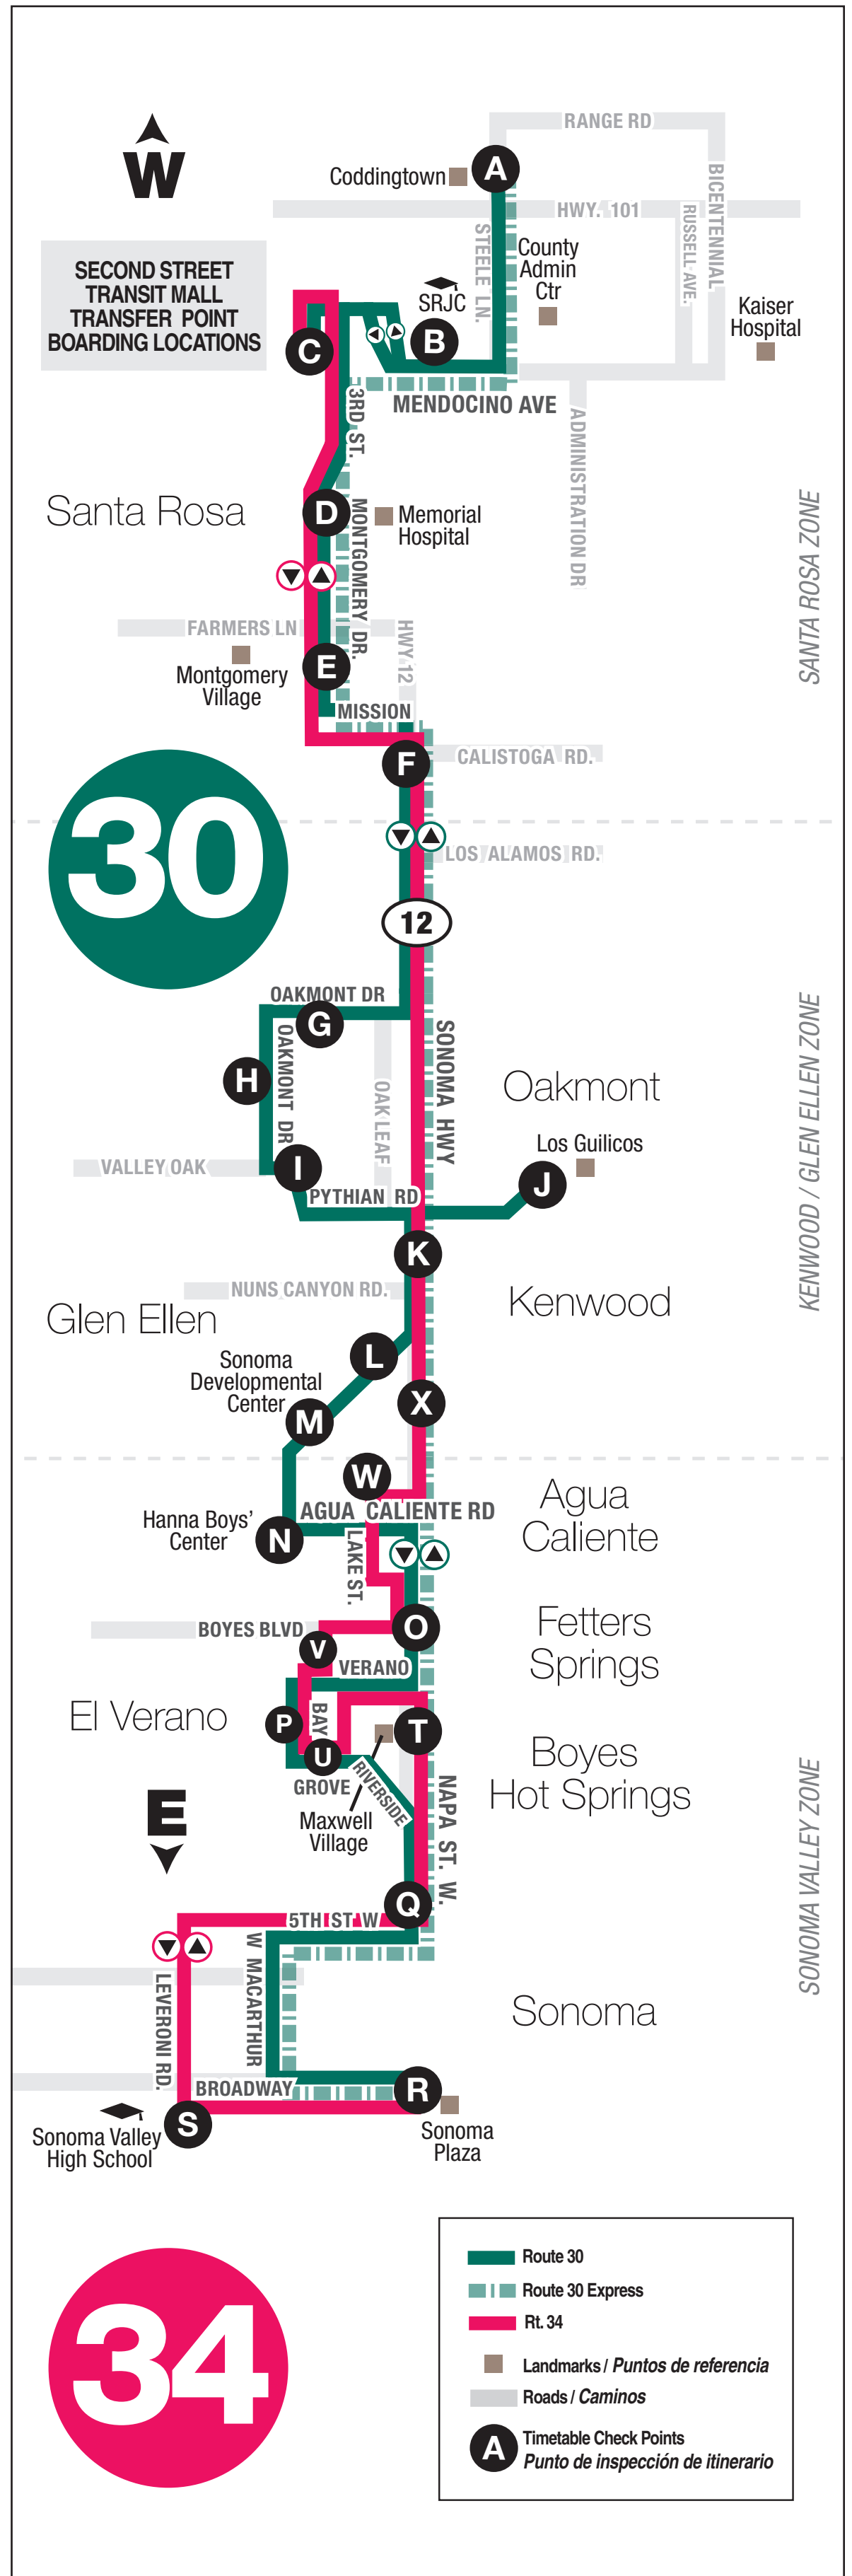 RANGE RD
W
Coddingtown
A
BICENTENNIAL
HWY. 101
RUSSELL AVE.
STEELE LN.
County
Admin
Ctr
SECOND STREET
TRANSIT MALL
TRANSFER POINT
BOARDING LOCATIONS
SRJC
Kaiser
Hospital
B
C
3RD ST.
MENDOCINO AVE
ADMINISTRATION DR
Santa Rosa
D
MONTGOMERY DR.
Memorial
Hospital
SANTA ROSA ZONE
FARMERS LN
HWY 12
Montgomery
Village
E
MISSION
F
CALISTOGA RD.
30
LOS ALAMOS RD.
12
OAKMONT DR
G
SONOMA HWY
KENWOOD / GLEN ELLEN ZONE
OAKMONT DR
H
OAK LEAF
Oakmont
Los Guilicos
VALLEY OAK
I
J
PYTHIAN RD
K
NUNS CANYON RD.
Kenwood
Glen Ellen
L
Sonoma
Developmental
Center
X
M
W
Agua
Caliente
AGUA CALIENTE RD
Hanna Boys'
Center
N
LAKE ST.
O
Fetters
Springs
BOYES BLVD
V
VERANO
El Verano
P
BAY
T
U
Boyes
Hot Springs
GROVE
RIVERSIDE
NAPA ST. W.
SONOMA VALLEY ZONE
E
Maxwell
Village
Q
5TH ST W
W MACARTHUR
LEVERONI RD.
Sonoma
BROADWAY
R
S
Sonoma Valley
High School
Sonoma
Plaza
34
Route 30
Route 30 Express
Rt. 34
Landmarks / Puntos de referencia
Roads / Caminos
A
Timetable Check Points
Punto de inspección de itinerario